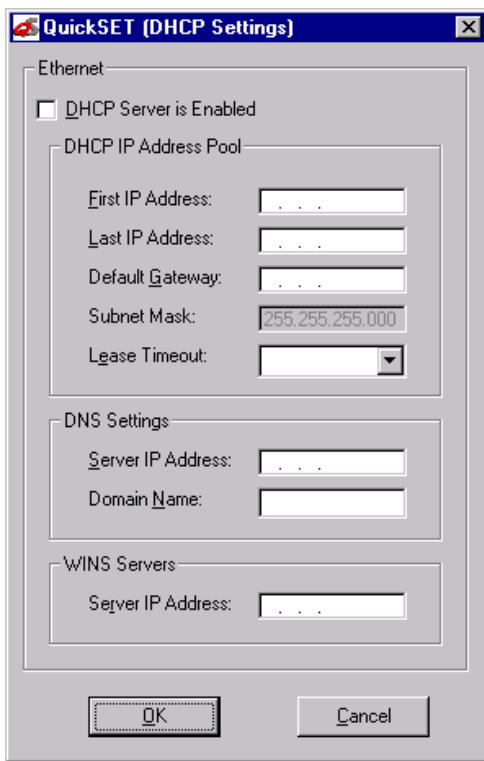 QuickSET (DHCP Settings)
Ethernet
DHCP Server is Enabled
DHCP IP Address Pool
First IP Address: . . .
Last IP Address: . . .
Default Gateway: . . .
Subnet Mask: 255.255.255.000
Lease Timeout:
DNS Settings
Server IP Address: . . .
Domain Name:
WINS Servers
Server IP Address: . . .
OK Cancel